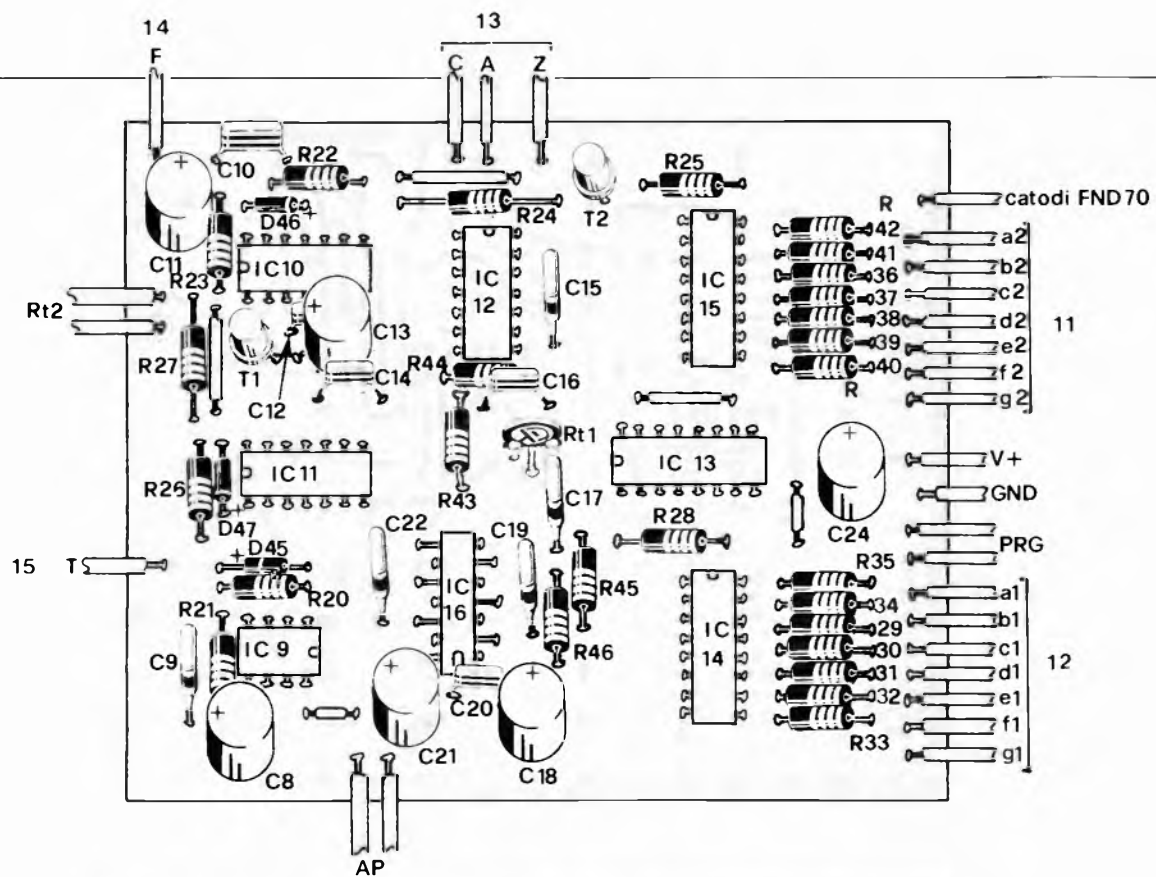 14
13
F
C A Z
C10
R22
R25
T2
D46
+
R24
R
catodi FND70
+
C11
R23
IC10
IC
12
C15
IC
15
42
41
36
37
38
39
40
R
a2
b2
c2
d2
e2
f2
g2
11
Rt2
R27
T1
C12
+
C13
C14
R44
C16
Rt1
IC 13
+
C24
V+
GND
PRG
R26
D47
+
IC11
R43
C17
C22
C19
R28
R35
15 T
+
D45
R20
R21
C9
IC 9
IC
16
R45
R46
IC
14
34
29
30
31
32
R33
a1
b1
c1
d1
e1
f1
g1
12
+
C8
+
C21
C20
+
C18
AP